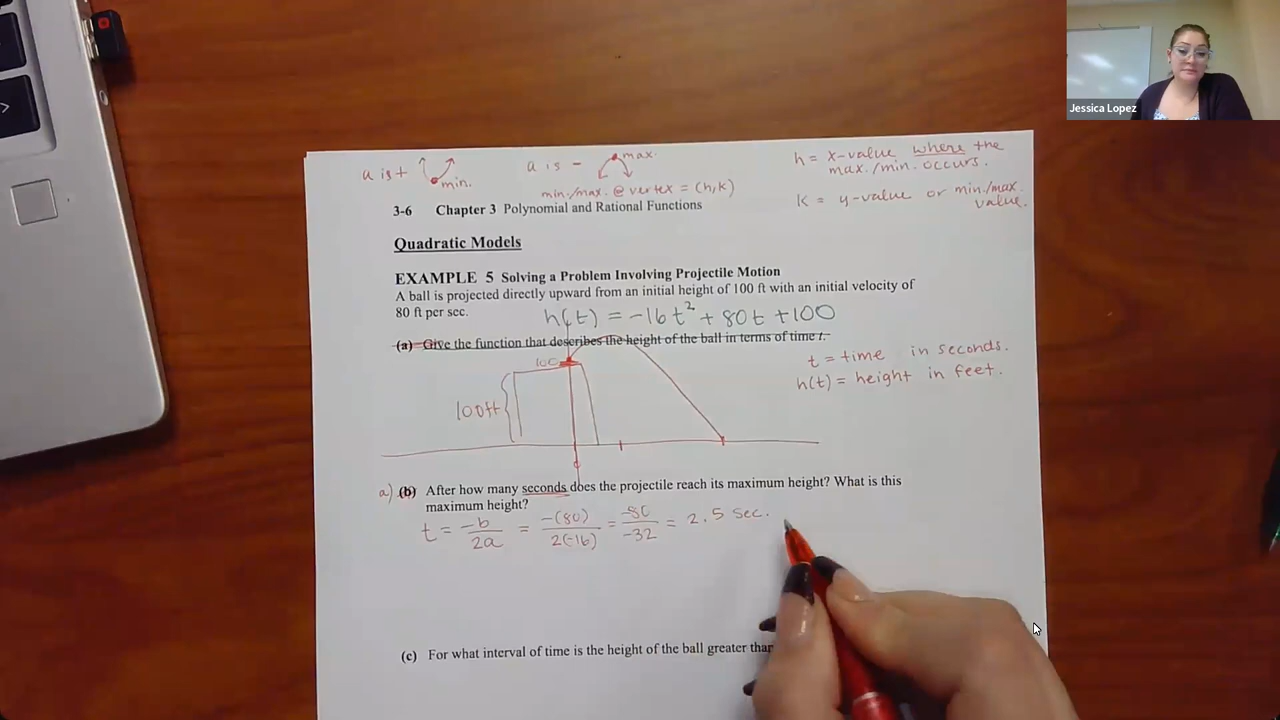 Jessica Lopez
a is + min.
a is - max.
min./max. @ vertex = (h,k)
h = x-value where the
max./min. occurs.
k = y-value or min./max.
value.
3-6 Chapter 3 Polynomial and Rational Functions
Quadratic Models
EXAMPLE 5 Solving a Problem Involving Projectile Motion
A ball is projected directly upward from an initial height of 100 ft with an initial velocity of
80 ft per sec.
h(t) = -16t² + 80t + 100
(a) Give the function that describes the height of the ball in terms of time t.
t = time in seconds.
h(t) = height in feet.
100
100ft
a) (b) After how many seconds does the projectile reach its maximum height? What is this
maximum height?
t = -b/2a = -(80)/2(-16) = -80/-32 = 2.5 sec.
(c) For what interval of time is the height of the ball greater than